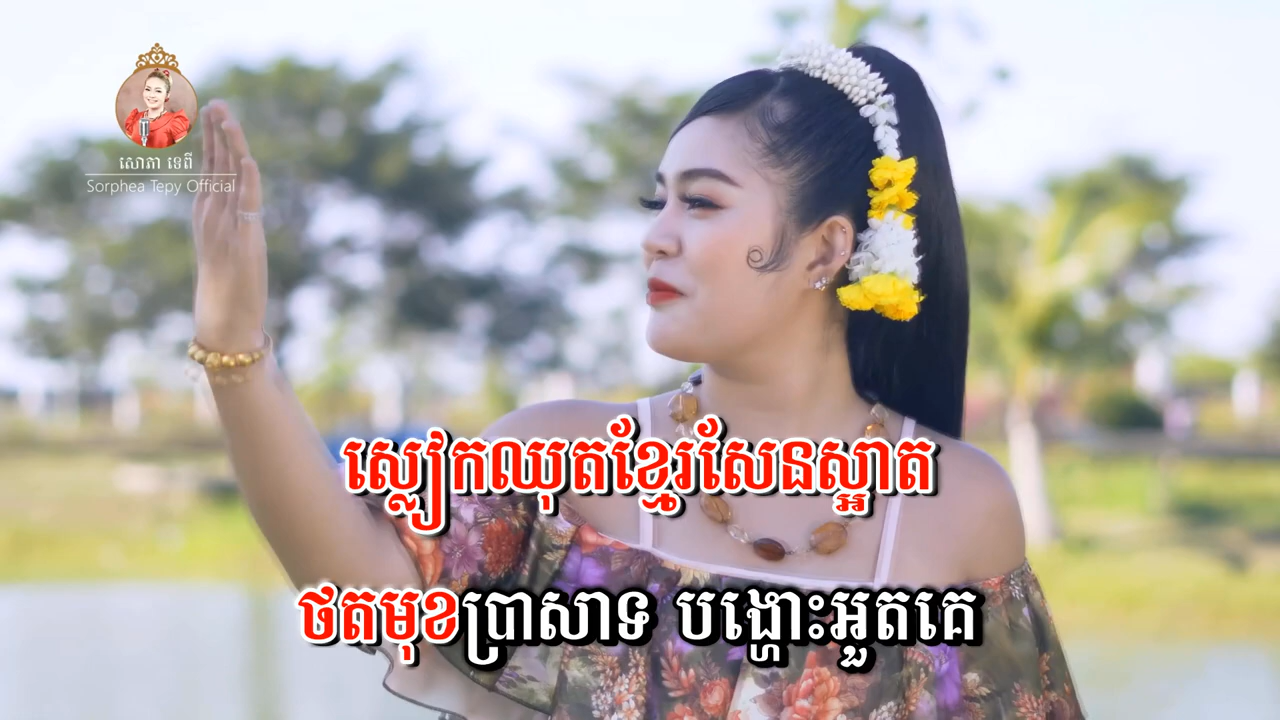 សោភា ទេពី
Sorphea Tepy Official
ស្លៀកឈុតខ្មែរសែនស្អាត
ថតមុខប្រាសាទ បង្ហោះអួតគេ